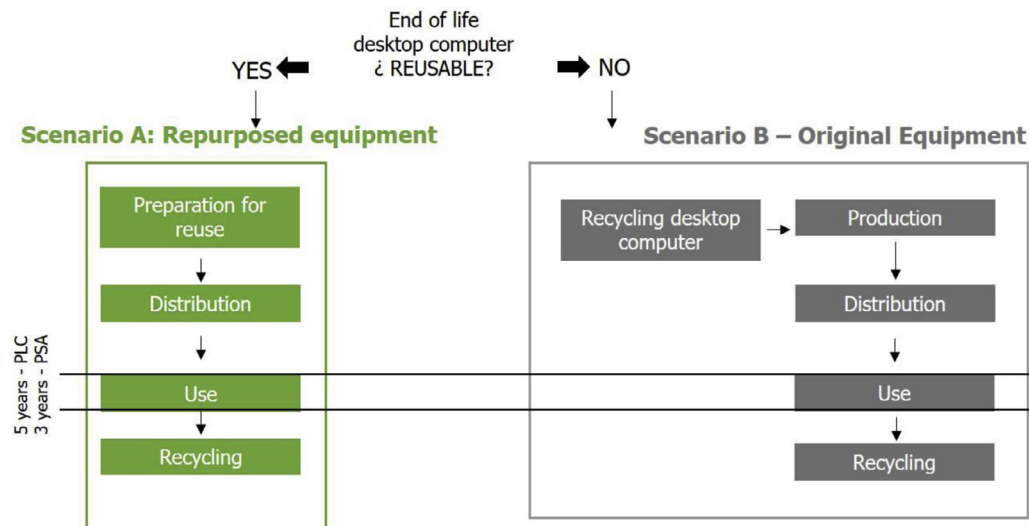 End of life
desktop computer
¿ REUSABLE?
YES
NO
Scenario A: Repurposed equipment
Scenario B – Original Equipment
Preparation for
reuse
Distribution
Use
Recycling
Recycling desktop
computer
Production
Distribution
Use
Recycling
5 years - PLC
3 years - PSA